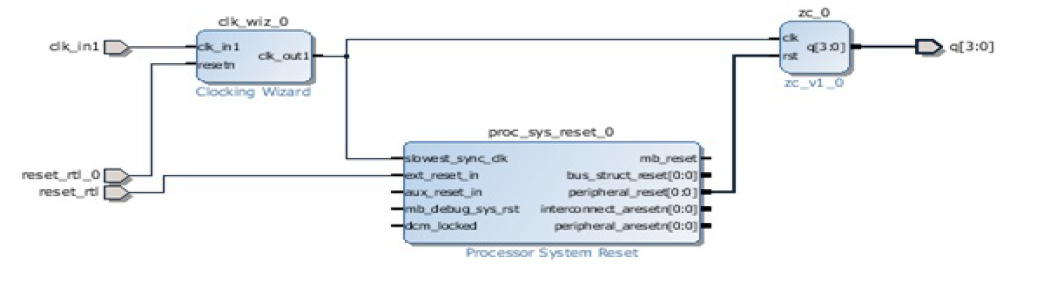 clk_wiz_0
clk_in1
clk_in1
clk_out1
resetn
Clocking Wizard
zc_0
clk
q[3:0]
rst
q[3:0]
zc_v1_0
proc_sys_reset_0
reset_rtl_0
reset_rtl
slowest_sync_clk
mb_reset
ext_reset_in
bus_struct_reset[0:0]
aux_reset_in
peripheral_reset[0:0]
mb_debug_sys_rst
interconnect_aresetn[0:0]
dcm_locked
peripheral_aresetn[0:0]
Processor System Reset